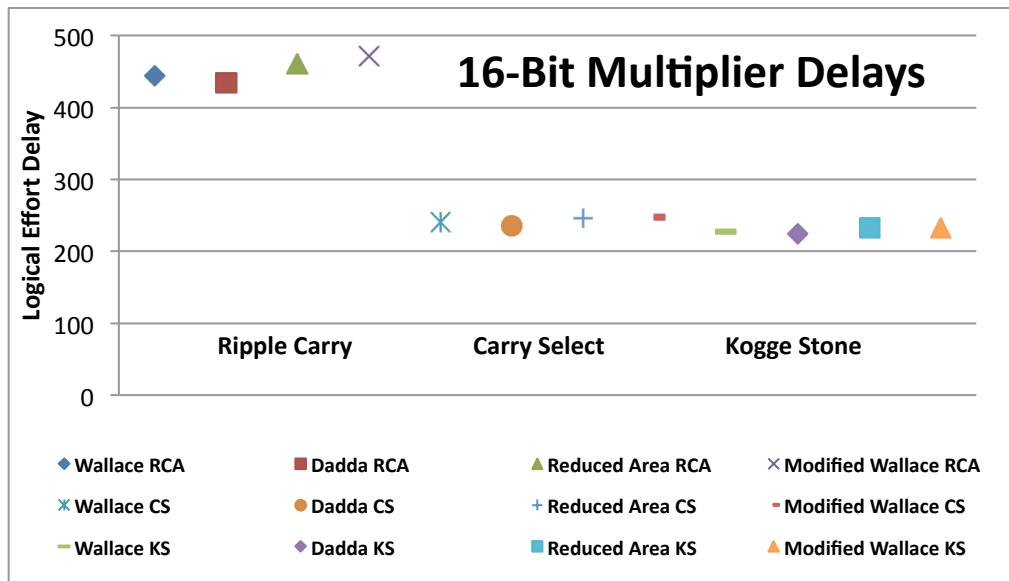 16-Bit Multiplier Delays
Logical Effort Delay
500
400
300
200
100
0
Ripple Carry Carry Select Kogge Stone
Wallace RCA Dadda RCA Reduced Area RCA Modified Wallace RCA
Wallace CS Dadda CS Reduced Area CS Modified Wallace CS
Wallace KS Dadda KS Reduced Area KS Modified Wallace KS